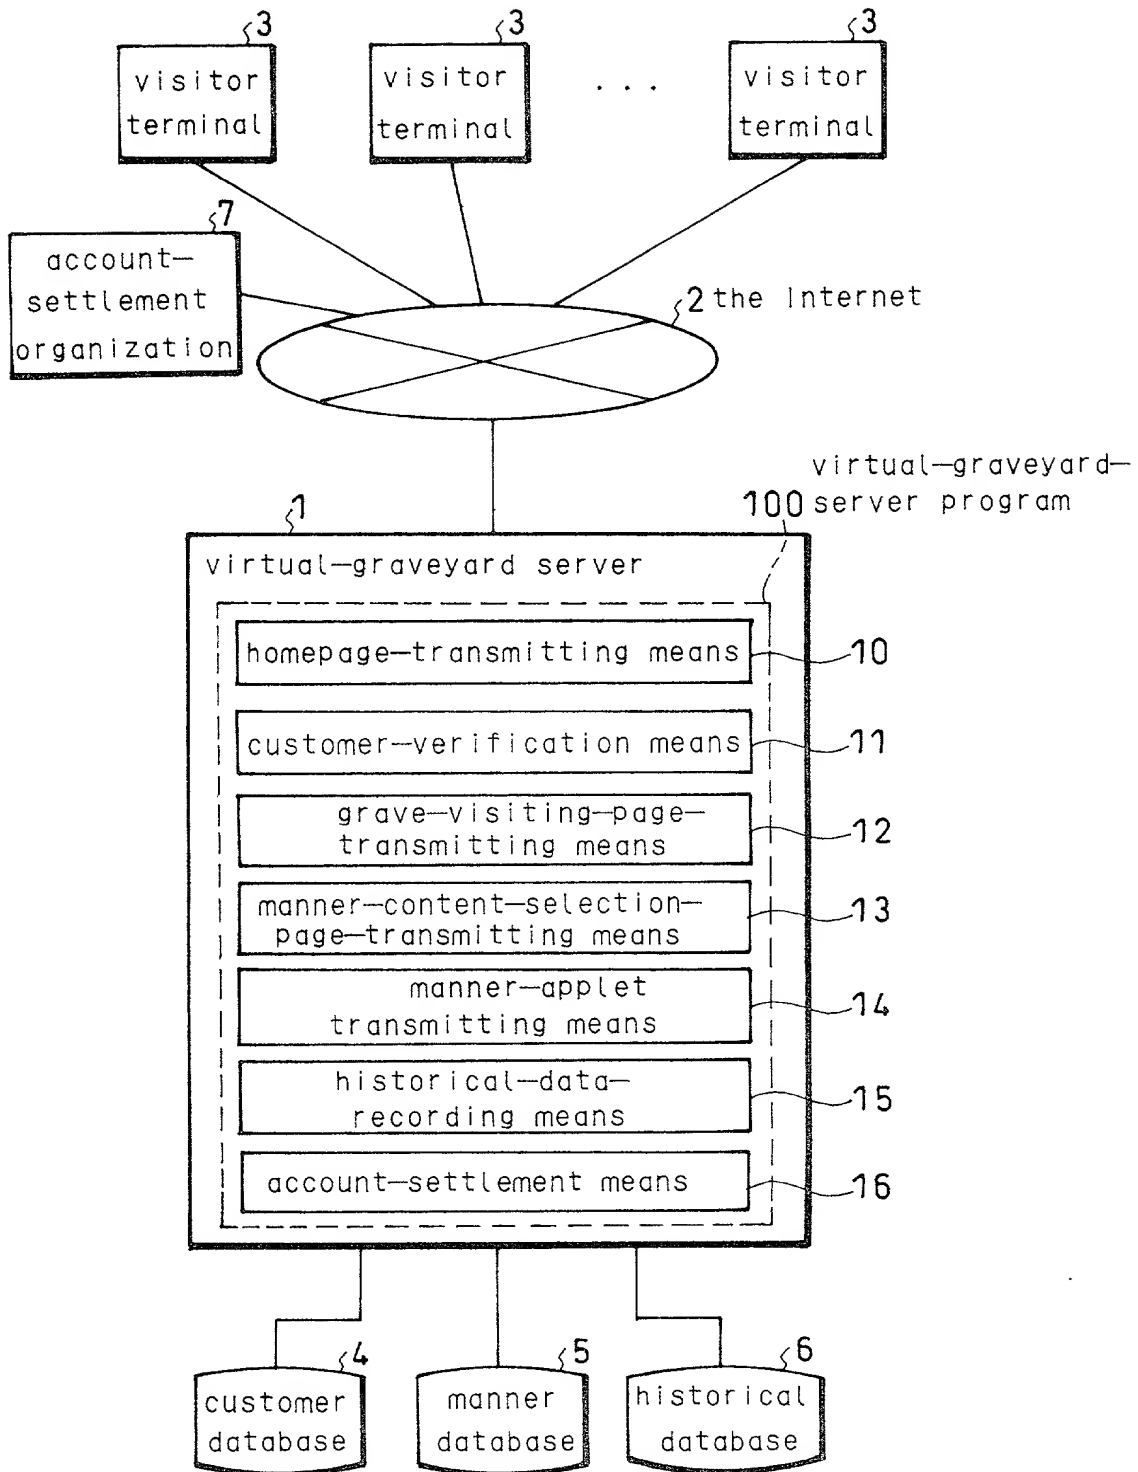 3
3
3
visitor
terminal
visitor
terminal
. . .
visitor
terminal
7
account—
settlement
organization
2 the Internet
virtual—graveyard—
100 server program
1
virtual—graveyard server
homepage—transmitting means
10
customer—verification means
11
grave—visiting—page—
transmitting means
12
manner—content—selection—
page—transmitting means
13
manner—applet
transmitting means
14
historical—data—
recording means
15
account—settlement means
16
4
customer
database
5
manner
database
6
historical
database